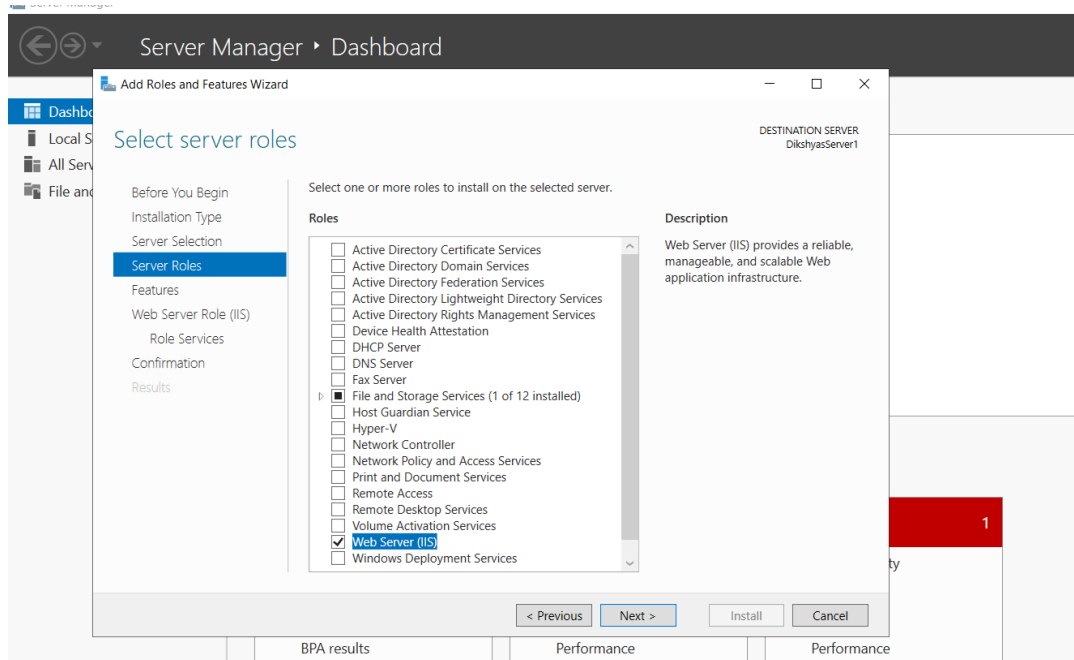 Server Manager
Server Manager • Dashboard
Add Roles and Features Wizard
Select server roles
DESTINATION SERVER
DikshyasServer1
Dashbo
Local S
All Serv
File and
Before You Begin
Installation Type
Server Selection
Server Roles
Features
Web Server Role (IIS)
Role Services
Confirmation
Results
Select one or more roles to install on the selected server.
Roles
Active Directory Certificate Services
Active Directory Domain Services
Active Directory Federation Services
Active Directory Lightweight Directory Services
Active Directory Rights Management Services
Device Health Attestation
DHCP Server
DNS Server
Fax Server
File and Storage Services (1 of 12 installed)
Host Guardian Service
Hyper-V
Network Controller
Network Policy and Access Services
Print and Document Services
Remote Access
Remote Desktop Services
Volume Activation Services
Web Server (IIS)
Windows Deployment Services
Description
Web Server (IIS) provides a reliable,
manageable, and scalable Web
application infrastructure.
1
ty
< Previous
Next >
Install
Cancel
BPA results
Performance
Performance